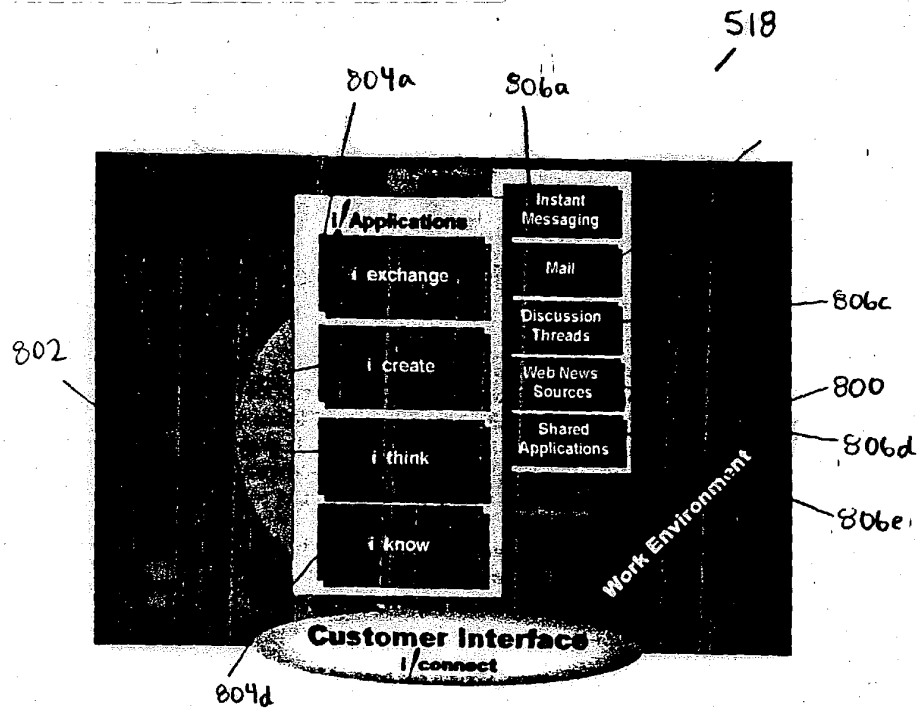 518
804a
806a
i/Applications
i exchange
i create
i think
i know
Instant
Messaging
Mail
Discussion
Threads
Web News
Sources
Shared
Applications
806c
802
800
806d
806e
Work Environment
Customer Interface
i/connect
804d